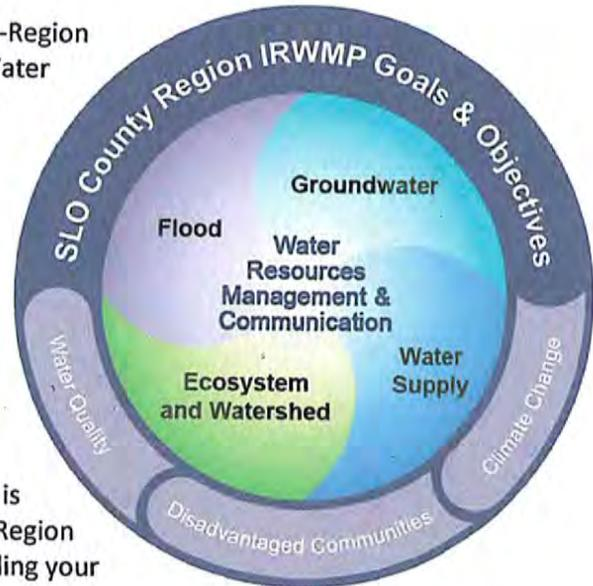 -Region
ater
SLO County Region IRWMP Goals & Objectives
Groundwater
Flood
Water
Resources
Management &
Communication
Water
Supply
Ecosystem
and Watershed
Water Quality
Disadvantaged Communities
Climate Change
is
Region
ling your